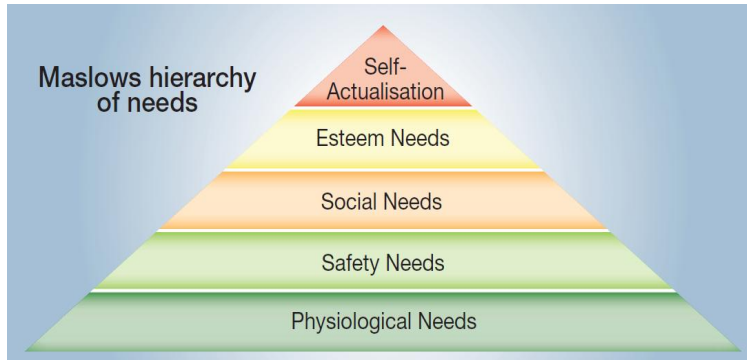 Maslows hierarchy
of needs
Self-
Actualisation
Esteem Needs
Social Needs
Safety Needs
Physiological Needs